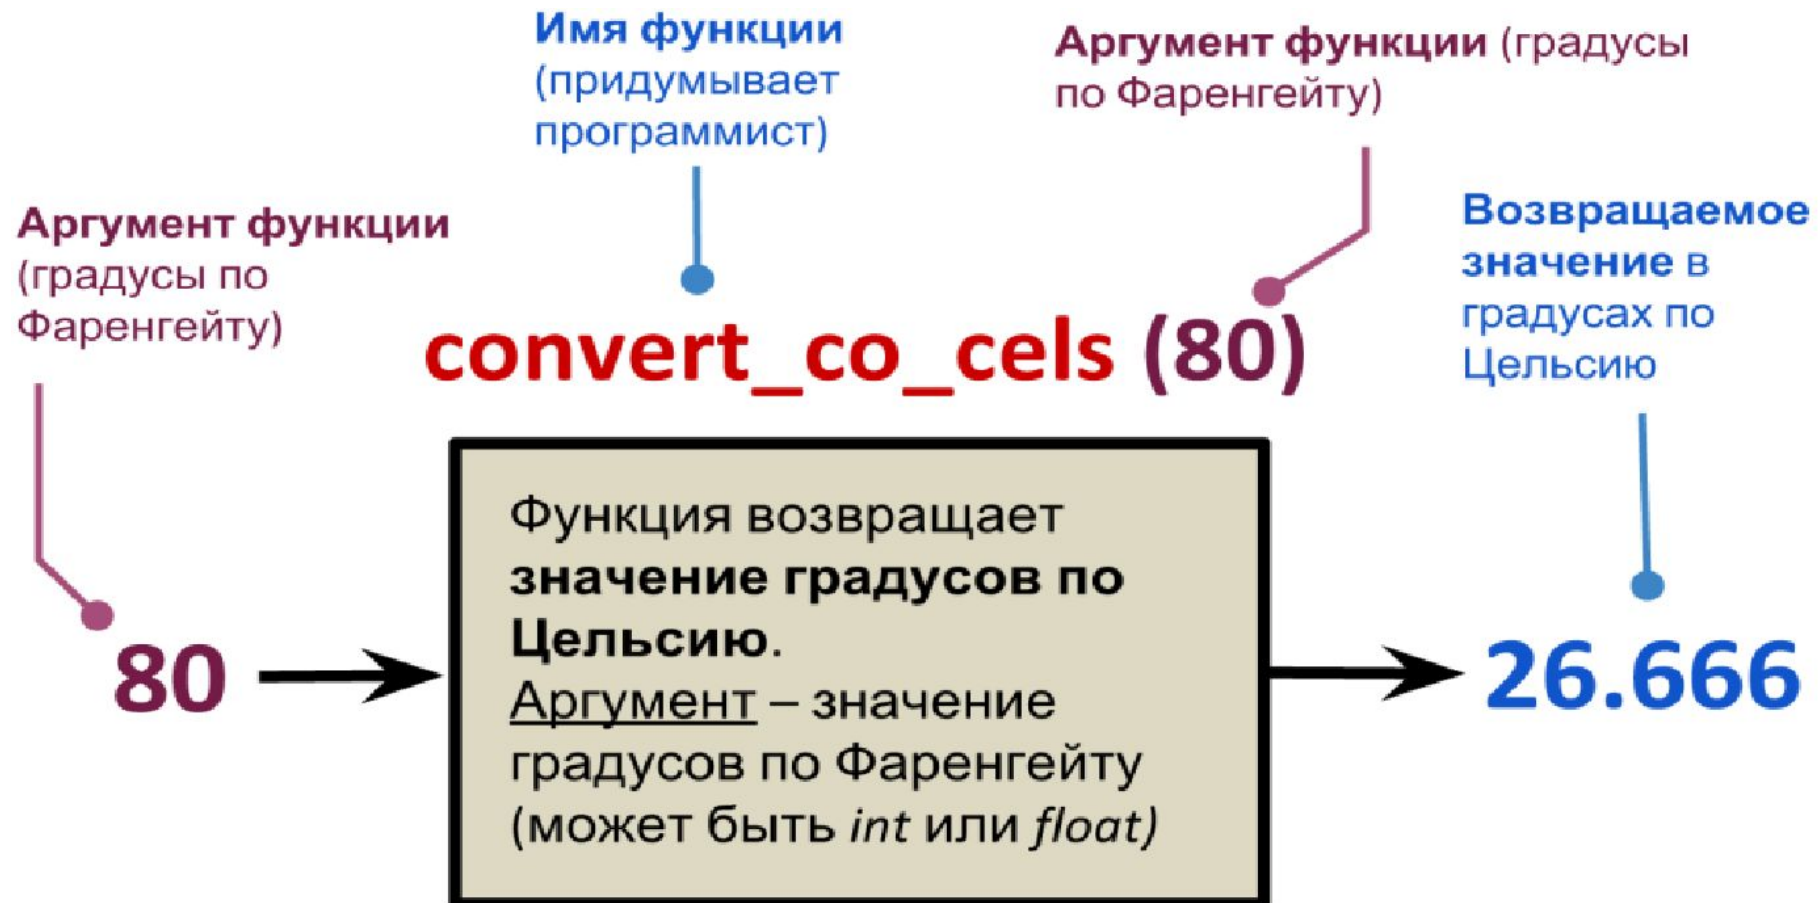 Имя функции
(придумывает
программист)
Аргумент функции (градусы
по Фаренгейту)
Аргумент функции
(градусы по
Фаренгейту)
Возвращаемое
значение в
градусах по
Цельсию
convert_co_cels (80)
80
Функция возвращает
значение градусов по
Цельсию.
Аргумент – значение
градусов по Фаренгейту
(может быть int или float)
26.666